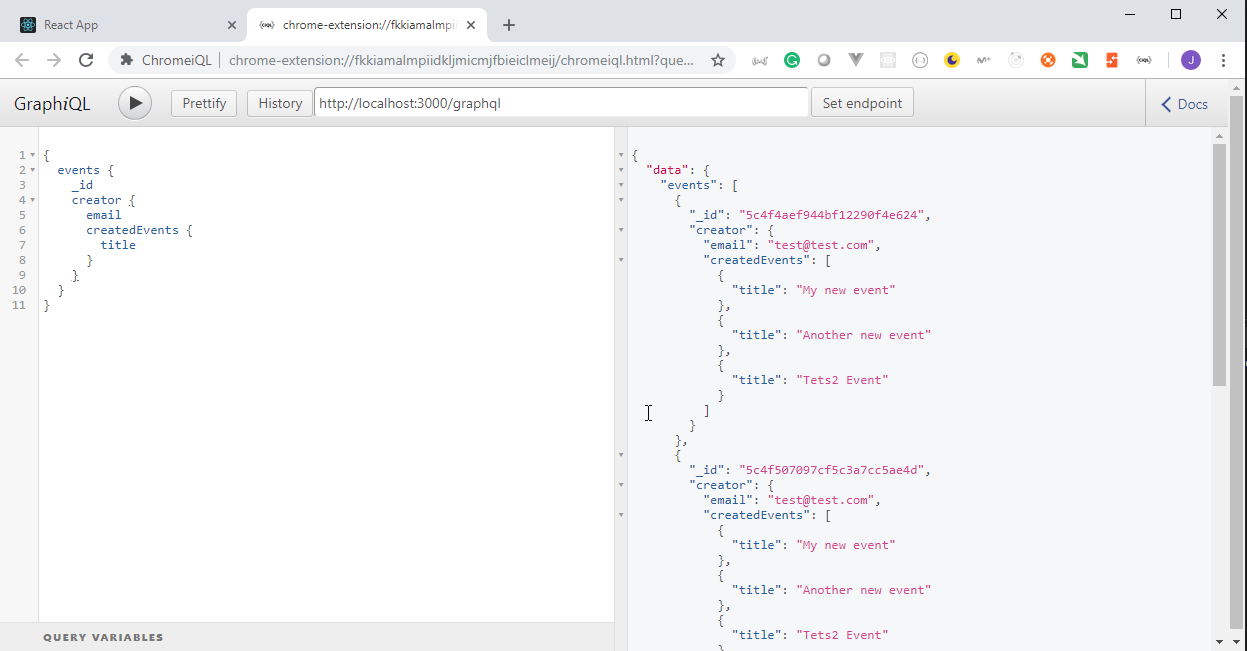 React App
chrome-extension://fkkiamalmpii
ChromeiQL
chrome-extension://fkkiamalmpiidkljmicmjfbieiclmeij/chromeiql.html?que...
J
GraphiQL
Prettify
History
http://localhost:3000/graphql
Set endpoint
Docs
1 {
2 events {
3 _id
4 creator {
5 email
6 createdEvents {
7 title
8 }
9 }
10 }
11 }
QUERY VARIABLES
{
"data": {
"events": [
{
"_id": "5c4f4aef944bf12290f4e624",
"creator": {
"email": "test@test.com",
"createdEvents": [
{
"title": "My new event"
},
{
"title": "Another new event"
},
{
"title": "Tets2 Event"
}
]
}
},
{
"_id": "5c4f507097cf5c3a7cc5ae4d",
"creator": {
"email": "test@test.com",
"createdEvents": [
{
"title": "My new event"
},
{
"title": "Another new event"
},
{
"title": "Tets2 Event"
}